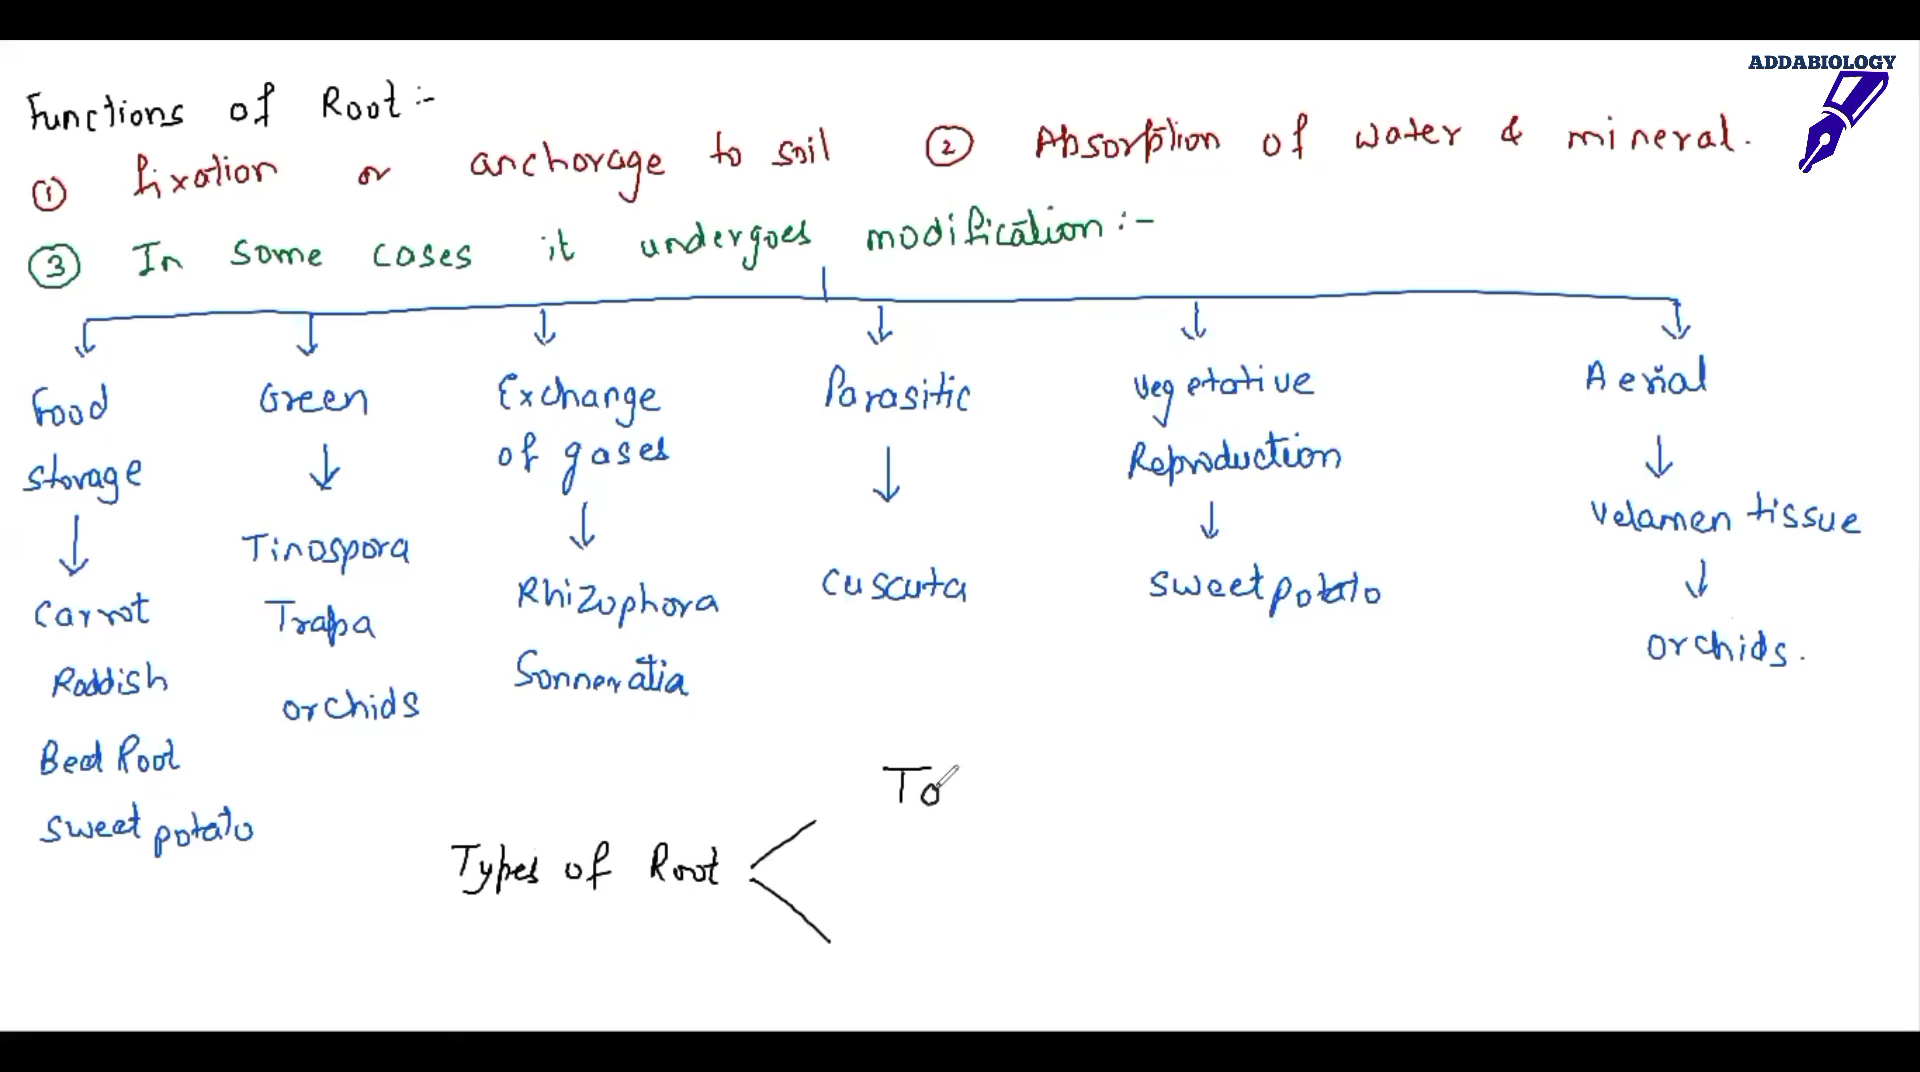 ADDABIOLOGY
Functions of Root :-
① fixation or anchorage to soil ② Absorption of water & mineral.
③ In some cases it undergoes modification :-
Food storage
Carrot
Raddish
Beet Root
sweet potato
Green
Tinospora
Trapa
orchids
Exchange of gases
Rhizophora
Sonneratia
Parasitic
cuscuta
Vegetative Reproduction
sweet potato
Aerial
Velamen tissue
orchids.
Types of Root
Ta